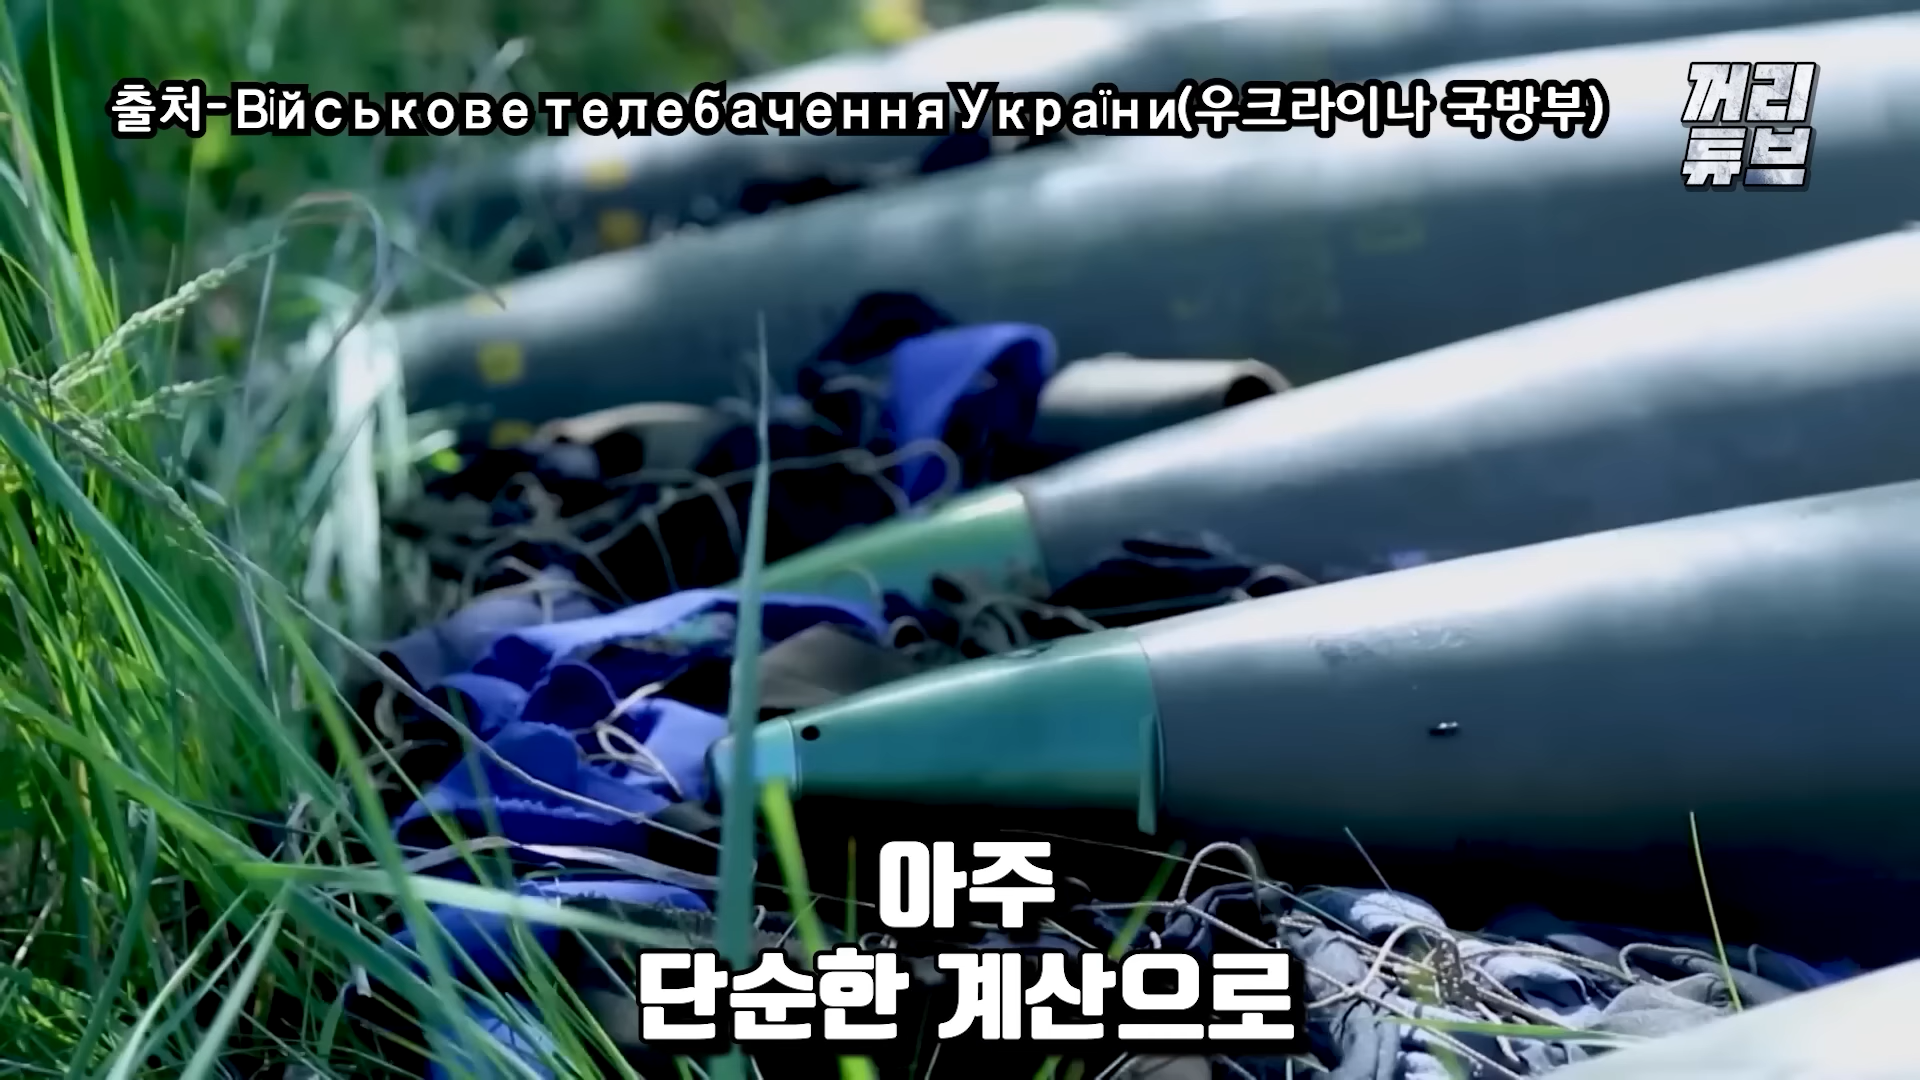 출처-Військове телебачення України(우크라이나 국방부)
꺼리
튜브
아주
단순한 계산으로